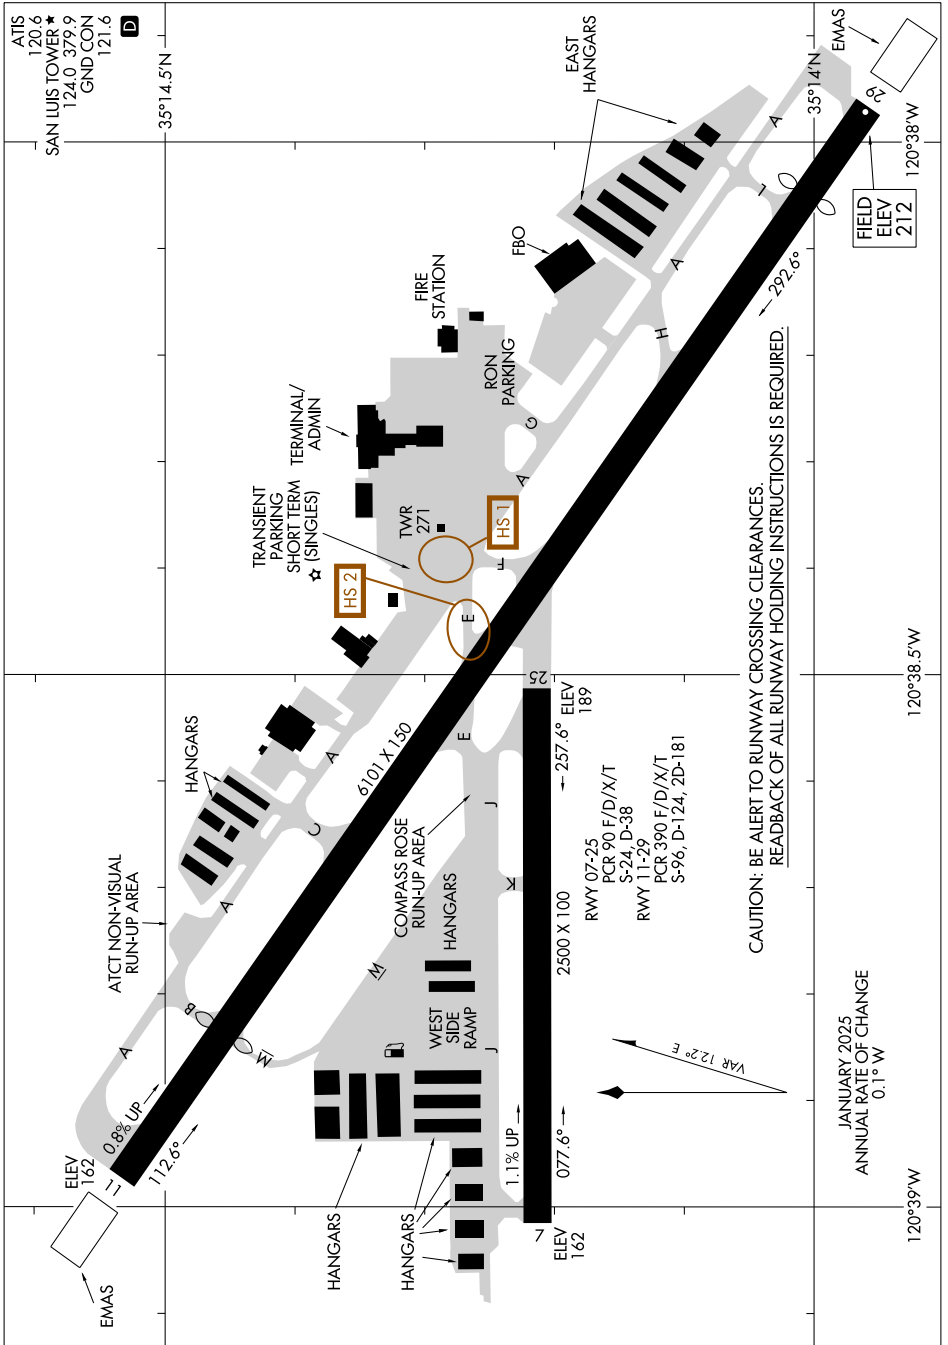 ATIS
120.6
SAN LUIS TOWER ★
124.0 379.9
GND CON
121.6
D
35°14.5'N
35°14'N
120°38'W
120°38.5'W
120°39'W
EMAS
29
FIELD
ELEV
212
EAST
HANGARS
A
L
A
292.6°
FBO
H
FIRE
STATION
RON
PARKING
G
A
TERMINAL/
ADMIN
TRANSIENT
PARKING
SHORT TERM
(SINGLES)
TWR
271
HS 1
HS 2
F
E
25
ELEV
189
257.6°
E
J
K
6101 X 150
HANGARS
A
C
A
ATCT NON-VISUAL
RUN-UP AREA
COMPASS ROSE
RUN-UP AREA
HANGARS
M
B
M
A
WEST
SIDE
RAMP
J
2500 X 100
RWY 07-25
PCR 90 F/D/X/T
S-24, D-38
RWY 11-29
PCR 390 F/D/X/T
S-96, D-124, 2D-181
CAUTION: BE ALERT TO RUNWAY CROSSING CLEARANCES.
READBACK OF ALL RUNWAY HOLDING INSTRUCTIONS IS REQUIRED.
0.8% UP
112.6°
ELEV
162
11
EMAS
HANGARS
HANGARS
1.1% UP
077.6°
7
ELEV
162
VAR 12.2° E
JANUARY 2025
ANNUAL RATE OF CHANGE
0.1° W